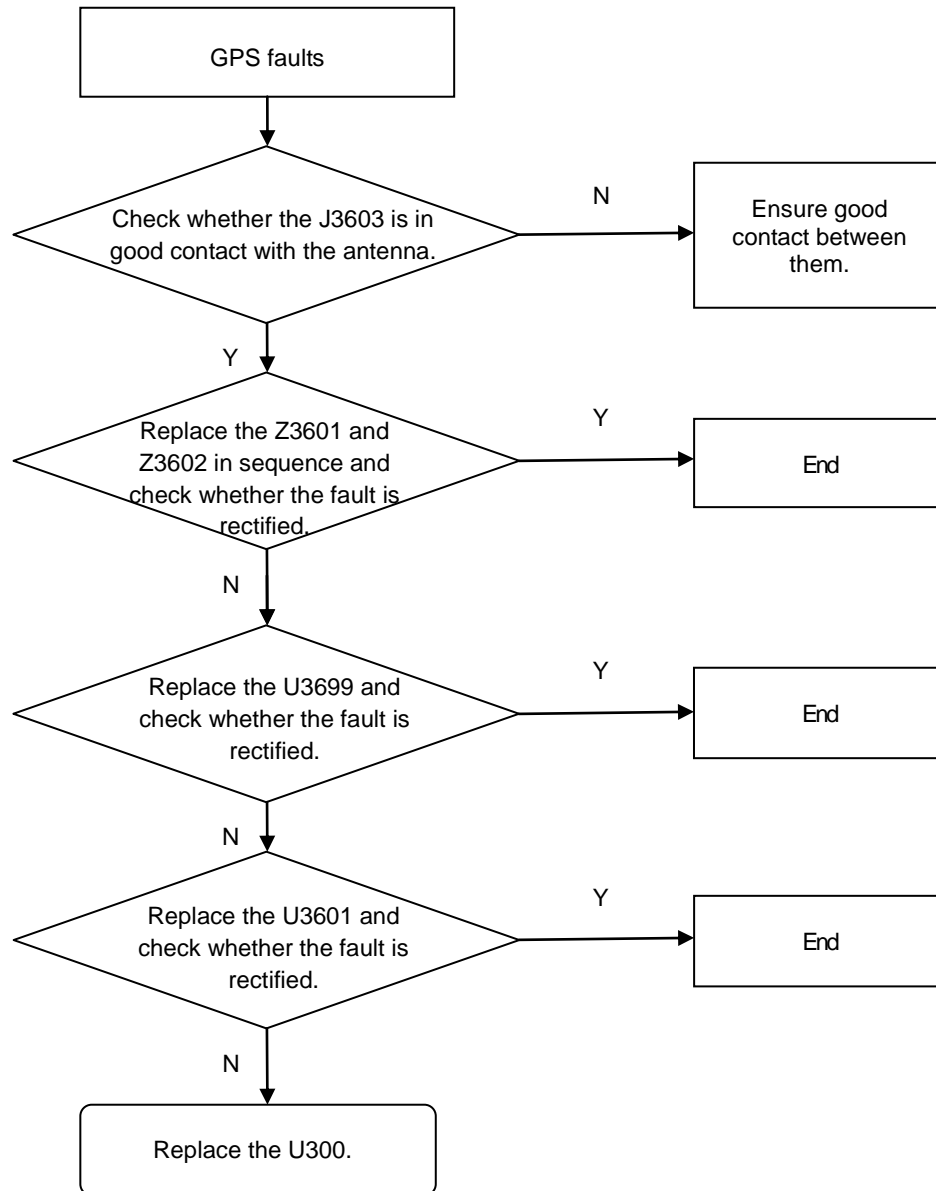 GPS faults
Check whether the J3603 is in
good contact with the antenna.
N
Ensure good
contact between
them.
Y
Replace the Z3601 and
Z3602 in sequence and
check whether the fault is
rectified.
Y
End
N
Replace the U3699 and
check whether the fault is
rectified.
Y
End
N
Replace the U3601 and
check whether the fault is
rectified.
Y
End
N
Replace the U300.